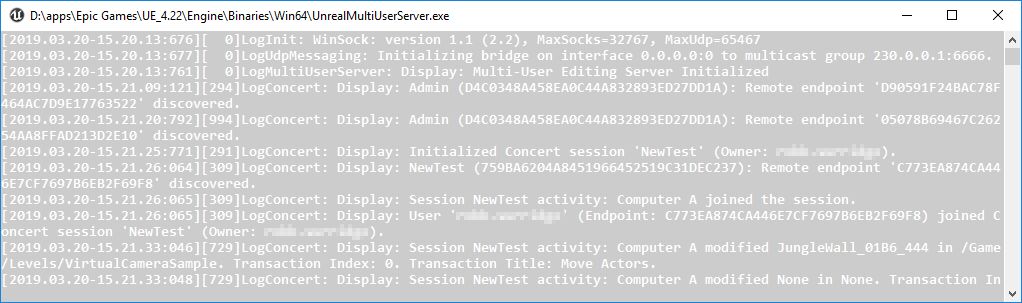 D:\apps\Epic Games\UE_4.22\Engine\Binaries\Win64\UnrealMultiUserServer.exe
[2019.03.20-15.20.13:676][  0]LogInit: WinSock: version 1.1 (2.2), MaxSocks=32767, MaxUdp=65467
[2019.03.20-15.20.13:677][  0]LogUdpMessaging: Initializing bridge on interface 0.0.0.0:0 to multicast group 230.0.0.1:6666.
[2019.03.20-15.20.13:761][  0]LogMultiUserServer: Display: Multi-User Editing Server Initialized
[2019.03.20-15.21.09:121][294]LogConcert: Display: Admin (D4C0348A458EA0C44A832893ED27DD1A): Remote endpoint 'D90591F24BAC78F
464AC7D9E17763522' discovered.
[2019.03.20-15.21.20:792][994]LogConcert: Display: Admin (D4C0348A458EA0C44A832893ED27DD1A): Remote endpoint '05078B69467C262
54AA8FFAD213D2E10' discovered.
[2019.03.20-15.21.25:771][291]LogConcert: Display: Initialized Concert session 'NewTest' (Owner: ).
[2019.03.20-15.21.26:064][309]LogConcert: Display: NewTest (759BA6204A8451966452519C31DEC237): Remote endpoint 'C773EA874CA44
6E7CF7697B6EB2F69F8' discovered.
[2019.03.20-15.21.26:065][309]LogConcert: Display: Session NewTest activity: Computer A joined the session.
[2019.03.20-15.21.26:065][309]LogConcert: Display: User '' (Endpoint: C773EA874CA446E7CF7697B6EB2F69F8) joined C
oncert session 'NewTest' (Owner: ).
[2019.03.20-15.21.33:046][729]LogConcert: Display: Session NewTest activity: Computer A modified JungleWall_01B6_444 in /Game
/Levels/VirtualCameraSample. Transaction Index: 0. Transaction Title: Move Actors.
[2019.03.20-15.21.33:048][729]LogConcert: Display: Session NewTest activity: Computer A modified None in None. Transaction In